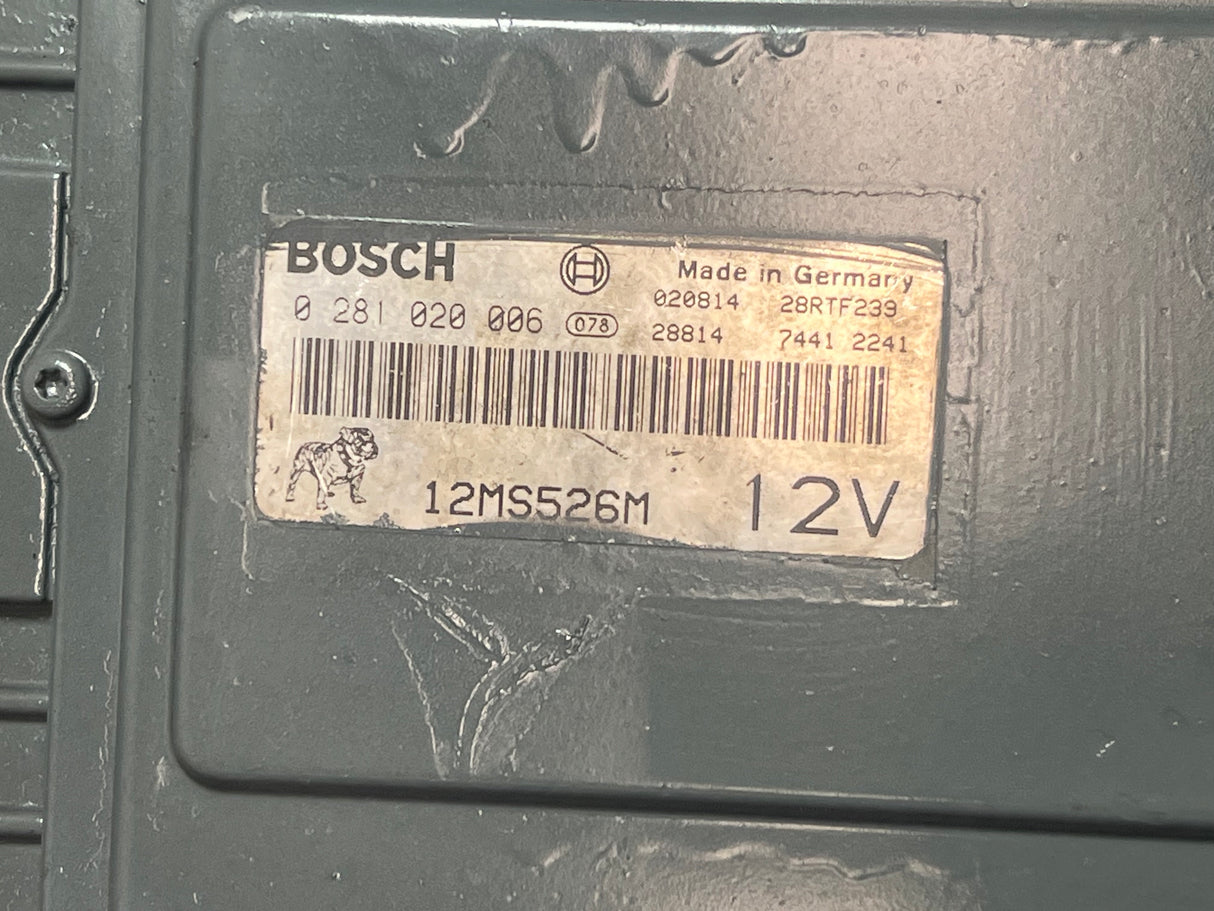 BOSCH
Made in Germany
0 281 020 006 078
020814 28RTF239
28814 7441 2241
12MS526M 12V